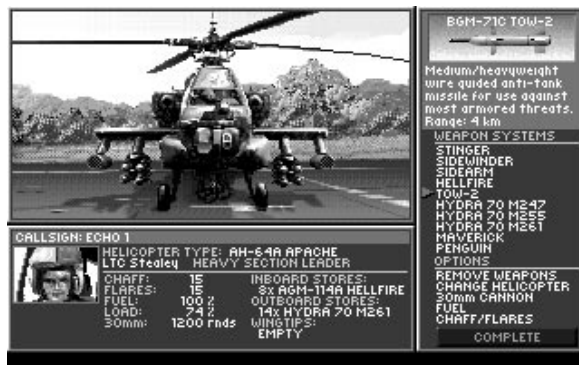 BGM-71C TOW-2
Medium/heavyweight
wire guided anti-tank
missile for use against
most armored threats.
Range: 4 km
WEAPON SYSTEMS
STINGER
SIDEWINDER
SIDEARM
HELLFIRE
TOW-2
HYDRA 70 M247
HYDRA 70 M255
HYDRA 70 M261
MAVERICK
PENGUIN
OPTIONS
REMOVE WEAPONS
CHANGE HELICOPTER
30mm CANNON
FUEL
CHAFF/FLARES
COMPLETE
CALLSIGN: ECHO 1
HELICOPTER TYPE: AH-64A APACHE
LTC Stealey HEAVY SECTION LEADER
CHAFF: 15
FLARES: 15
FUEL: 100 %
LOAD: 74 %
30mm: 1200 rnds
INBOARD STORES:
8x AGM-114A HELLFIRE
OUTBOARD STORES:
14x HYDRA 70 M261
WINGTIPS:
EMPTY